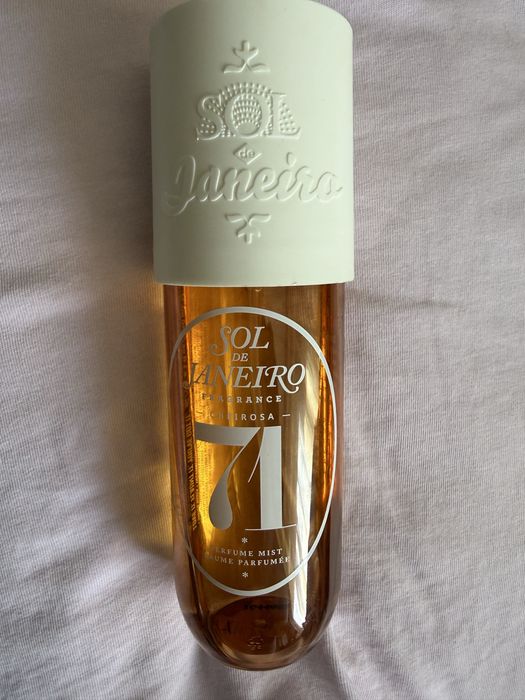 SOL
de
Janeiro
SOL
DE
JANEIRO
FRAGRANCE
— CHEIROSA —
71
PERFUME MIST
BRUME PARFUMÉE